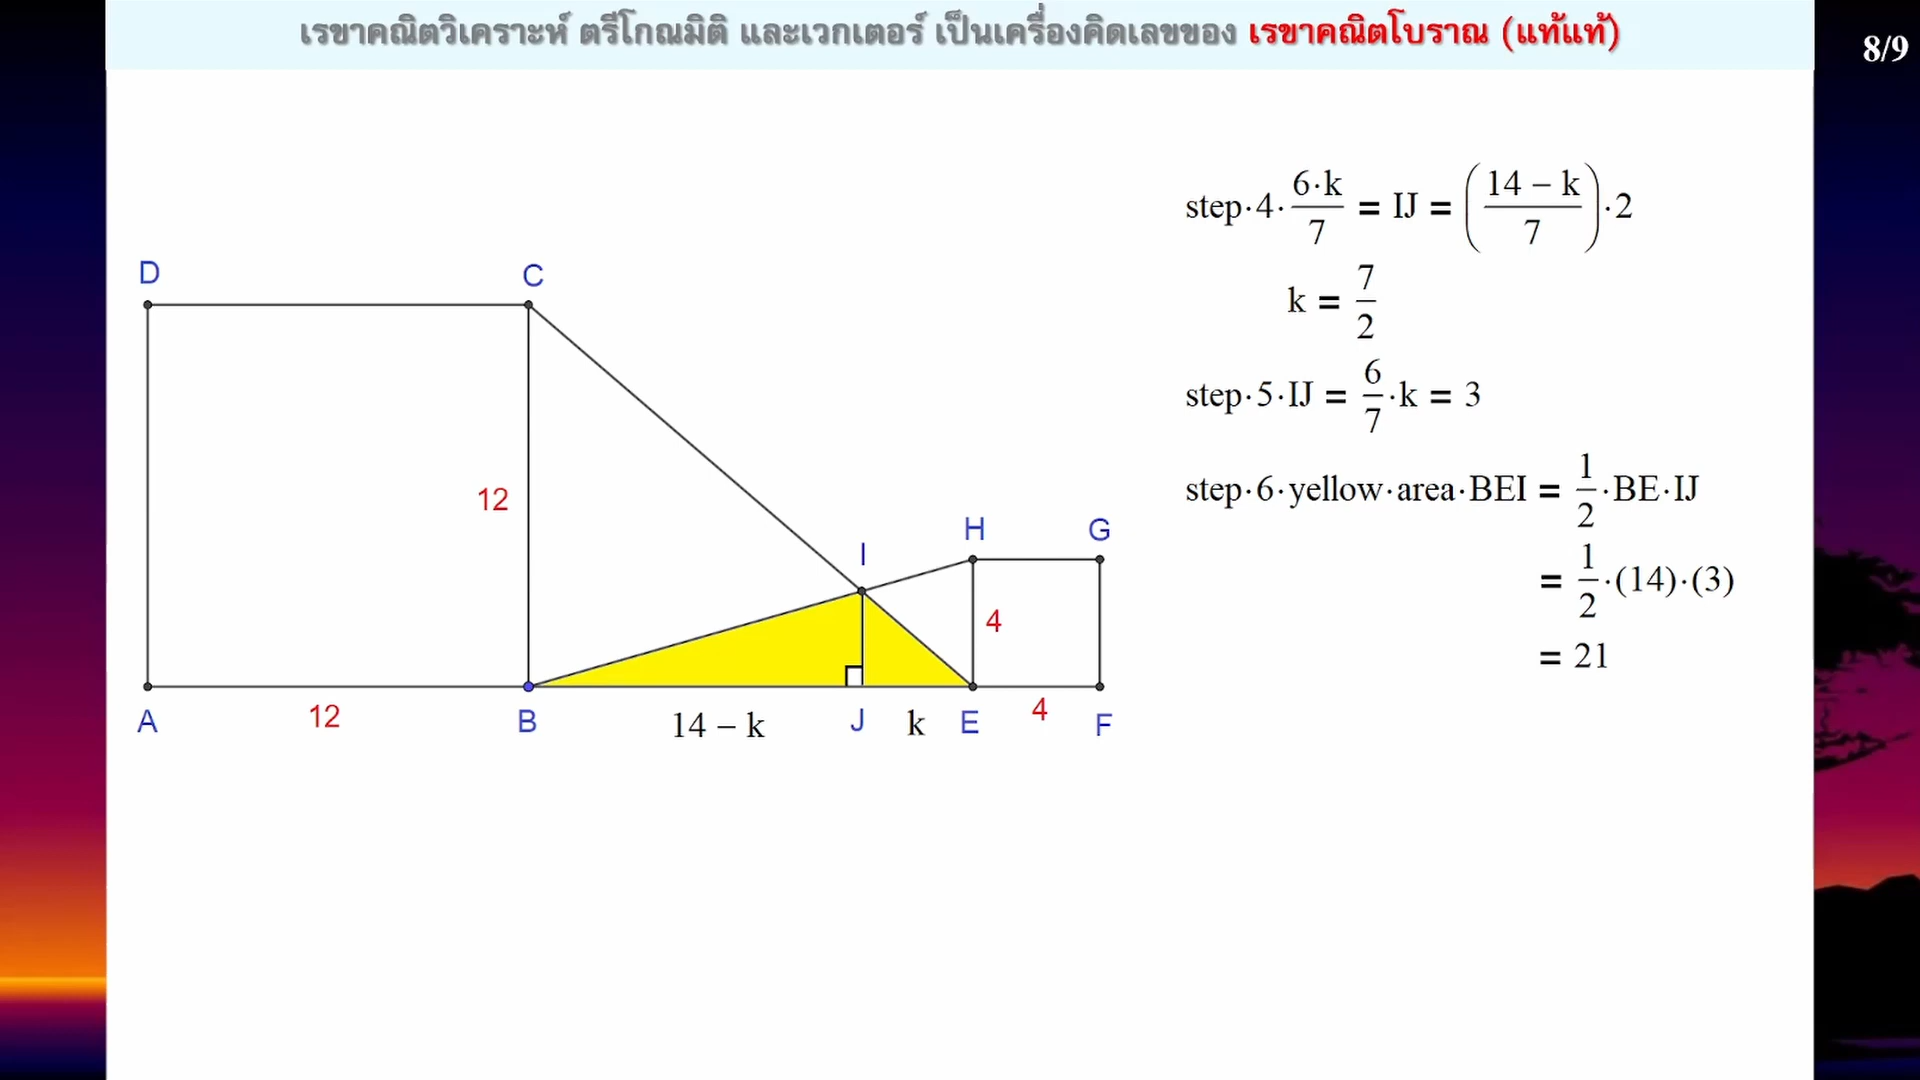 เรขาคณิตวิเคราะห์ ตรีโกณมิติ และเวกเตอร์ เป็นเครื่องคิดเลขของ เรขาคณิตโบราณ (แท้แท้)
8/9
step·4· 6·k/7 = IJ = (14 − k/7)·2
k = 7/2
step·5·IJ = 6/7·k = 3
step·6·yellow·area·BEI = 1/2·BE·IJ
= 1/2·(14)·(3)
= 21
D C
12
I H G
4
A 12 B 14 − k J k E 4 F